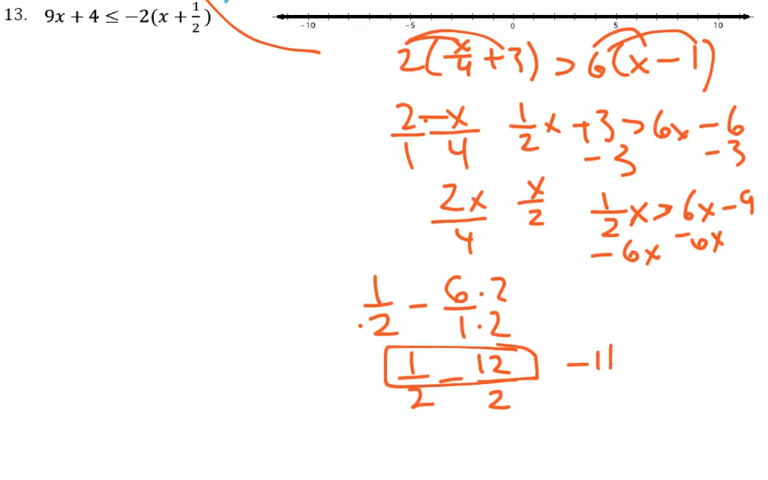 13. 9x + 4 ≤ −2(x + 1/2)
-10 -5 0 5 10
2(x/4 + 3) > 6(x − 1)
2/1 − x/4 1/2 x + 3 > 6x − 6
− 3 − 3
2x/4 x/2 1/2 x > 6x − 9
− 6x − 6x
1/·2 − 6·2/1·2
1/2 − 12/2 − 11